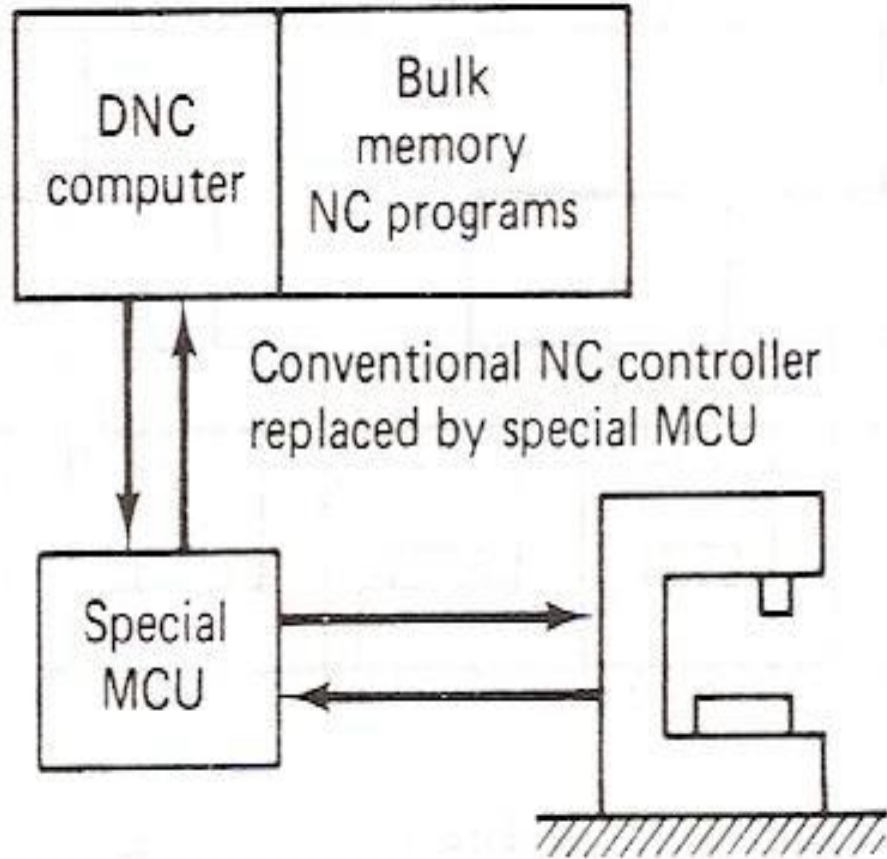 DNC
computer
Bulk
memory
NC programs
Conventional NC controller
replaced by special MCU
Special
MCU